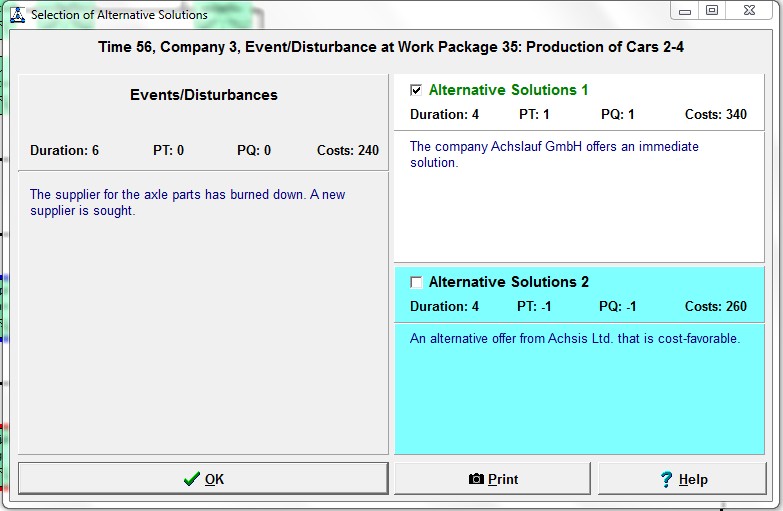 Selection of Alternative Solutions
Time 56, Company 3, Event/Disturbance at Work Package 35: Production of Cars 2-4
Events/Disturbances
Duration: 6 PT: 0 PQ: 0 Costs: 240
The supplier for the axle parts has burned down. A new
supplier is sought.
Alternative Solutions 1
Duration: 4 PT: 1 PQ: 1 Costs: 340
The company Achslauf GmbH offers an immediate
solution.
Alternative Solutions 2
Duration: 4 PT: -1 PQ: -1 Costs: 260
An alternative offer from Achsis Ltd. that is cost-favorable.
OK
Print
Help